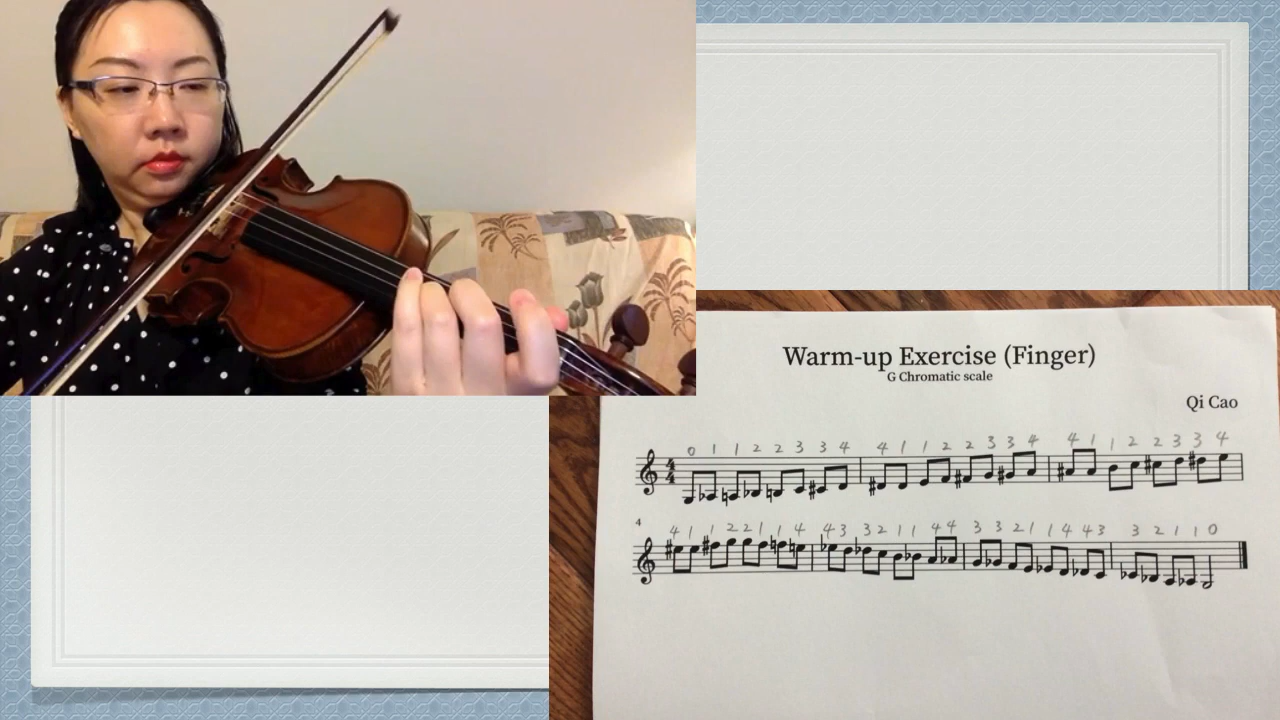 Warm-up Exercise (Finger)
G Chromatic scale
Qi Cao
0 1 1 2 2 3 3 4 4 1 1 2 2 3 3 4 4 1 1 2 2 3 3 4
4
4
4
4 1 1 2 2 1 1 4 4 3 3 2 1 1 4 4 3 3 2 1 1 4 4 3 3 2 1 1 0